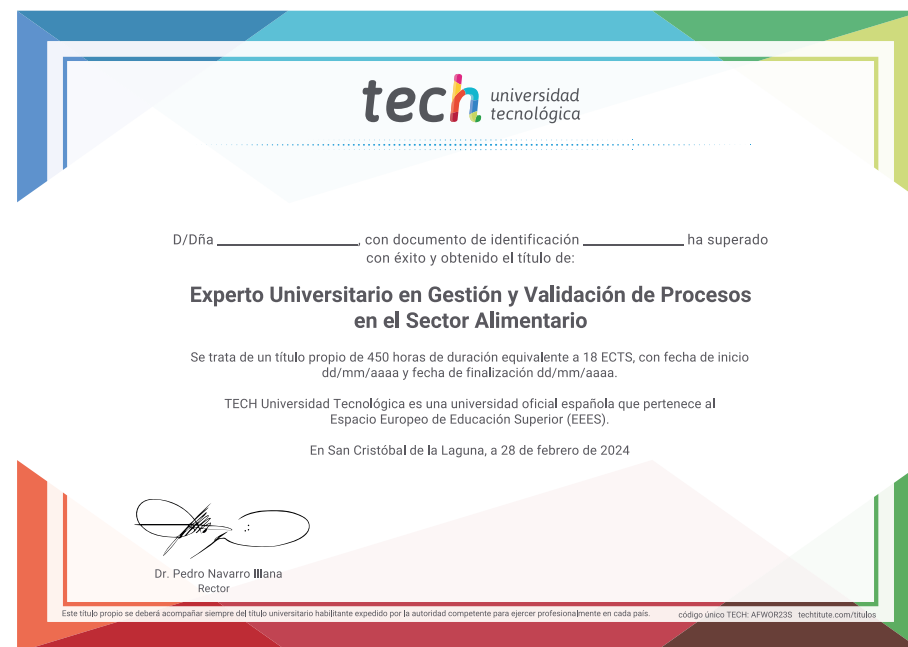 tech universidad
tecnológica
D/Dña ____________, con documento de identificación ____________ ha superado
con éxito y obtenido el título de:
Experto Universitario en Gestión y Validación de Procesos
en el Sector Alimentario
Se trata de un título propio de 450 horas de duración equivalente a 18 ECTS, con fecha de inicio
dd/mm/aaaa y fecha de finalización dd/mm/aaaa.
TECH Universidad Tecnológica es una universidad oficial española que pertenece al
Espacio Europeo de Educación Superior (EEES).
En San Cristóbal de la Laguna, a 28 de febrero de 2024
Dr. Pedro Navarro Illana
Rector
Este título propio se deberá acompañar siempre del título universitario habilitante expedido por la autoridad competente para ejercer profesionalmente en cada país. código único TECH: AFWOR23S techtitute.com/titulos